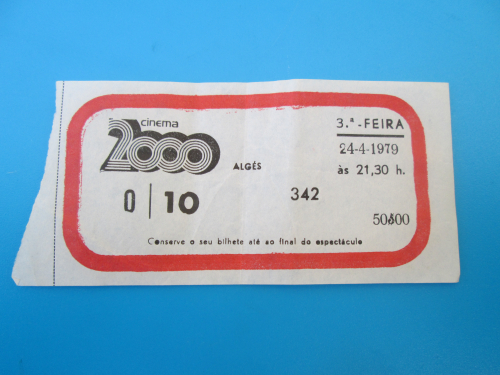 cinema
2000
ALGÉS
3.ª-FEIRA
24-4-1979
às 21,30 h.
O | 10
342
50$00
Conserve o seu bilhete até ao final do espectáculo